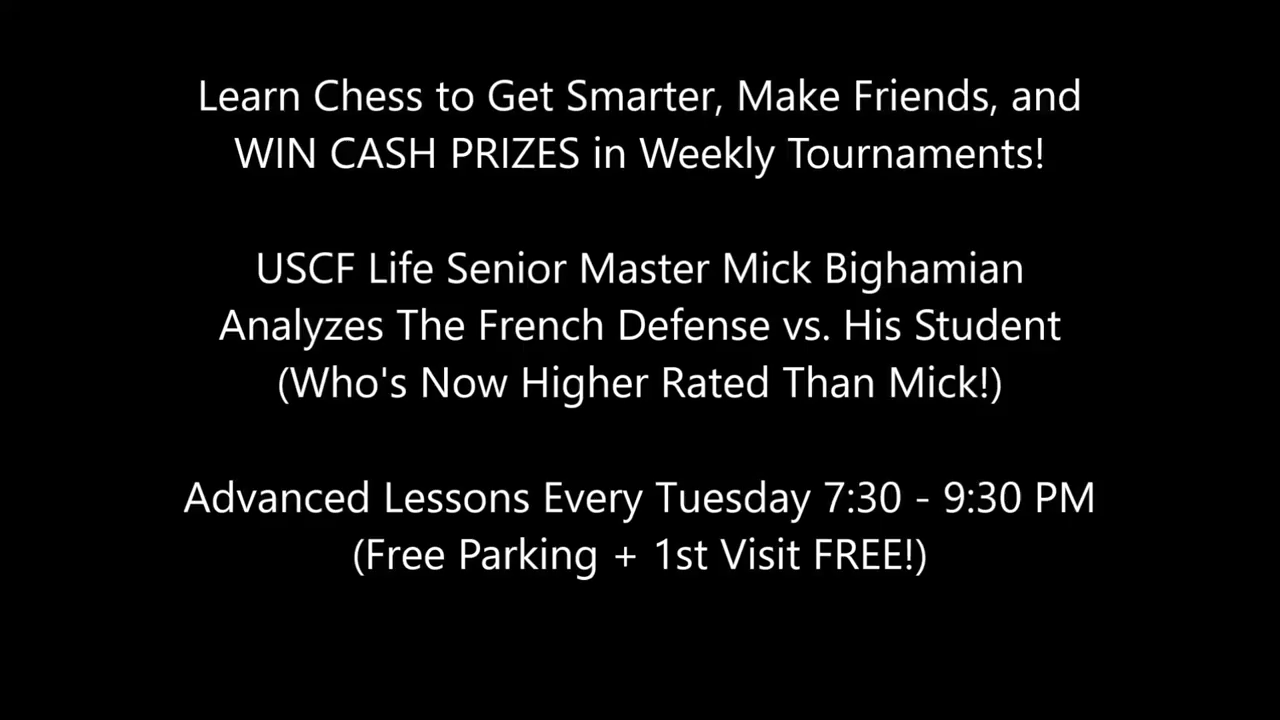 Learn Chess to Get Smarter, Make Friends, and
WIN CASH PRIZES in Weekly Tournaments!
USCF Life Senior Master Mick Bighamian
Analyzes The French Defense vs. His Student
(Who's Now Higher Rated Than Mick!)
Advanced Lessons Every Tuesday 7:30 - 9:30 PM
(Free Parking + 1st Visit FREE!)